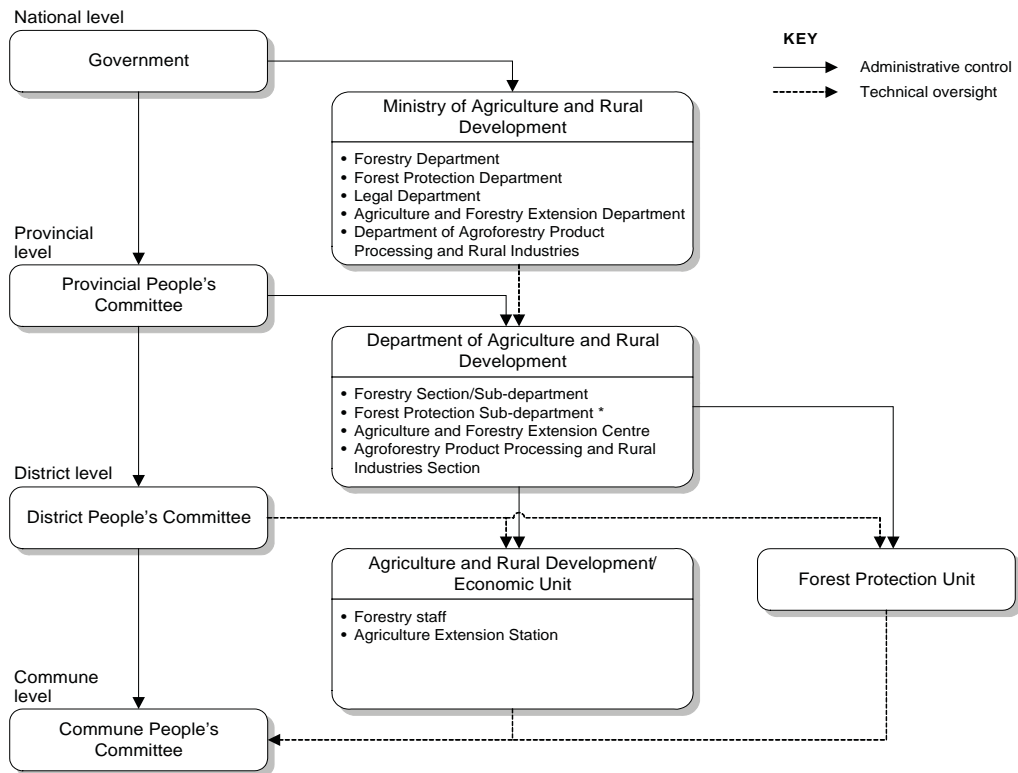 National level
Government
KEY
Administrative control
Technical oversight
Ministry of Agriculture and Rural
Development
• Forestry Department
• Forest Protection Department
• Legal Department
• Agriculture and Forestry Extension Department
• Department of Agroforestry Product
Processing and Rural Industries
Provincial
level
Provincial People's
Committee
Department of Agriculture and Rural
Development
• Forestry Section/Sub-department
• Forest Protection Sub-department *
• Agriculture and Forestry Extension Centre
• Agroforestry Product Processing and Rural
Industries Section
District level
District People's Committee
Agriculture and Rural Development/
Economic Unit
• Forestry staff
• Agriculture Extension Station
Forest Protection Unit
Commune
level
Commune People's
Committee